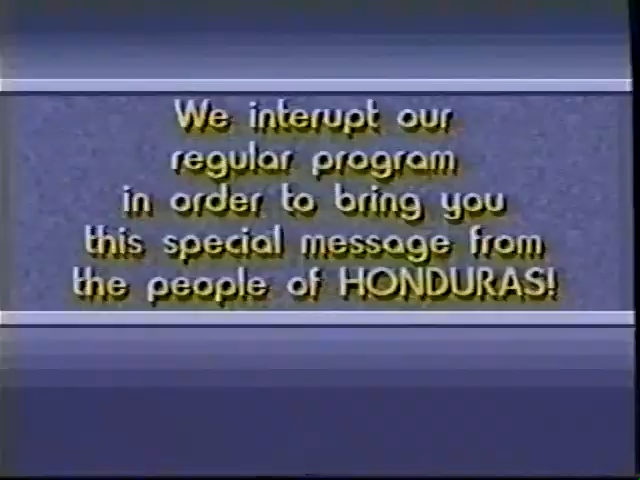 We interupt our
regular program
in order to bring you
this special message from
the people of HONDURAS!